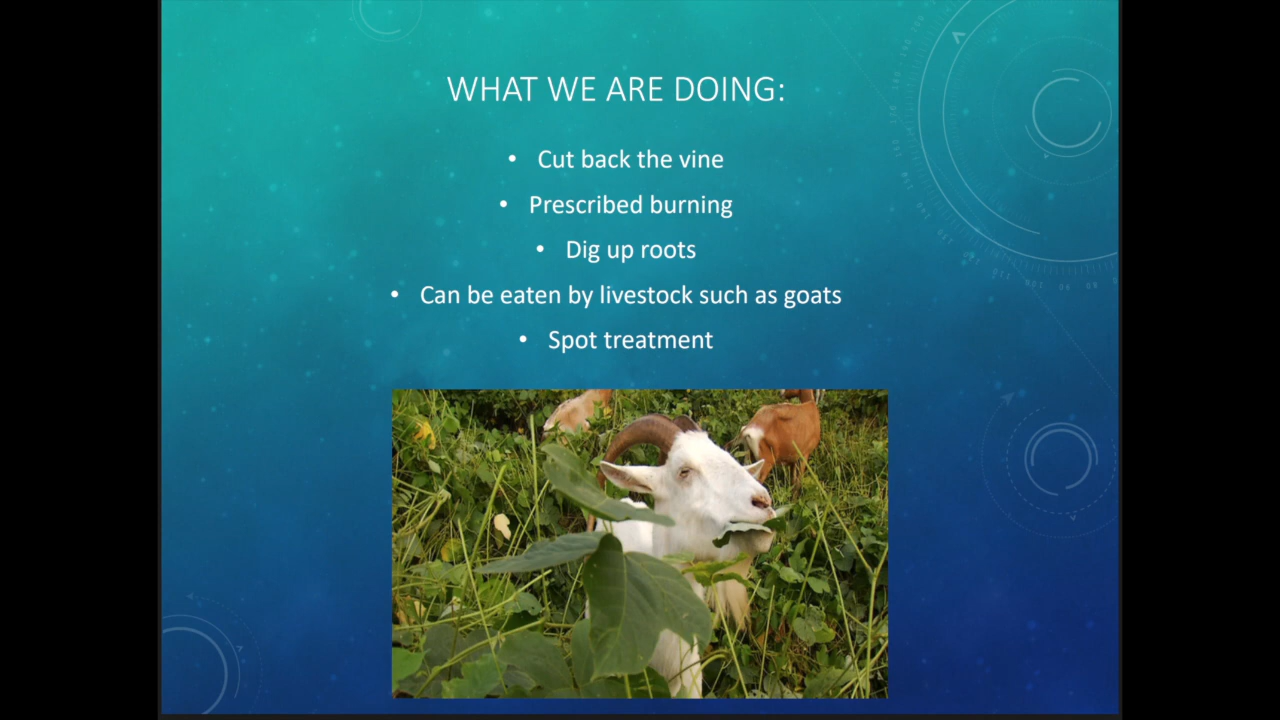 WHAT WE ARE DOING:
• Cut back the vine
• Prescribed burning
• Dig up roots
• Can be eaten by livestock such as goats
• Spot treatment